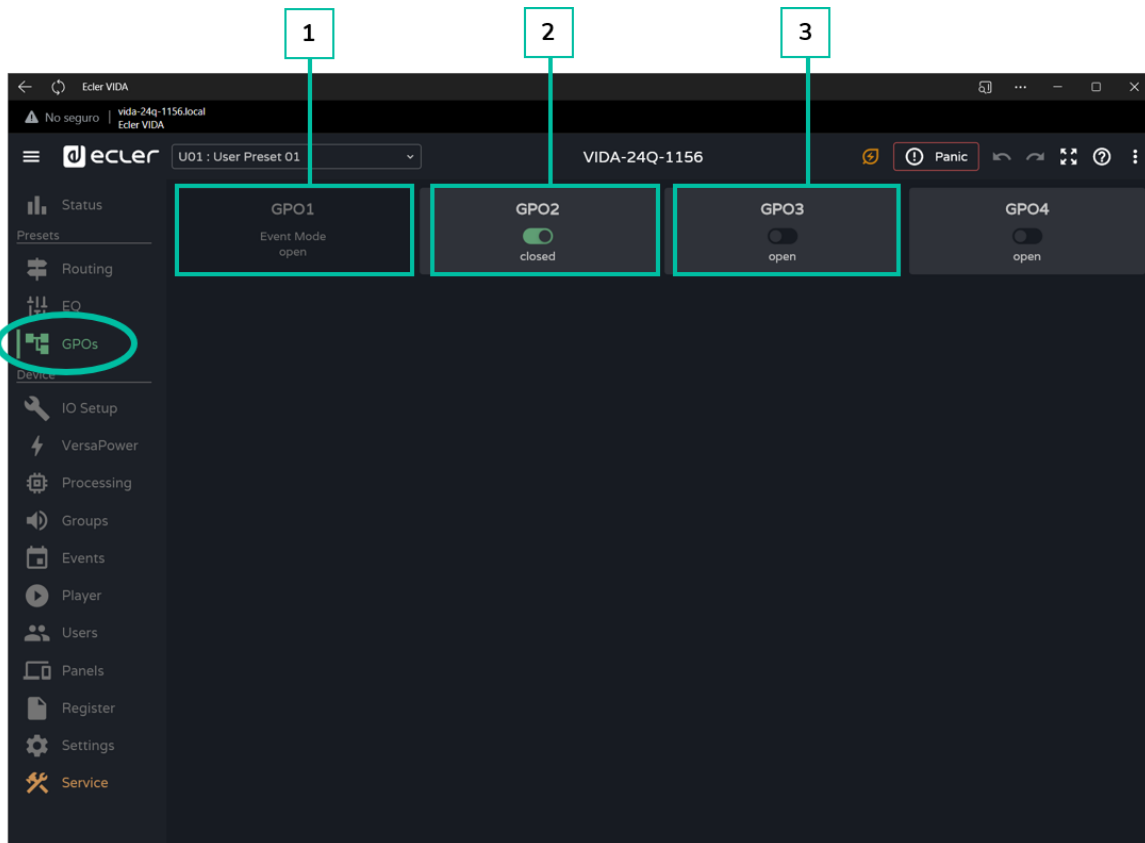 1
2
3
Ecler VIDA
No seguro
vida-24q-1156.local
Ecler VIDA
ecler
U01 : User Preset 01
VIDA-24Q-1156
Panic
Status
Presets
Routing
EQ
GPOs
Device
IO Setup
VersaPower
Processing
Groups
Events
Player
Users
Panels
Register
Settings
Service
GPO1
Event Mode
open
GPO2
closed
GPO3
open
GPO4
open